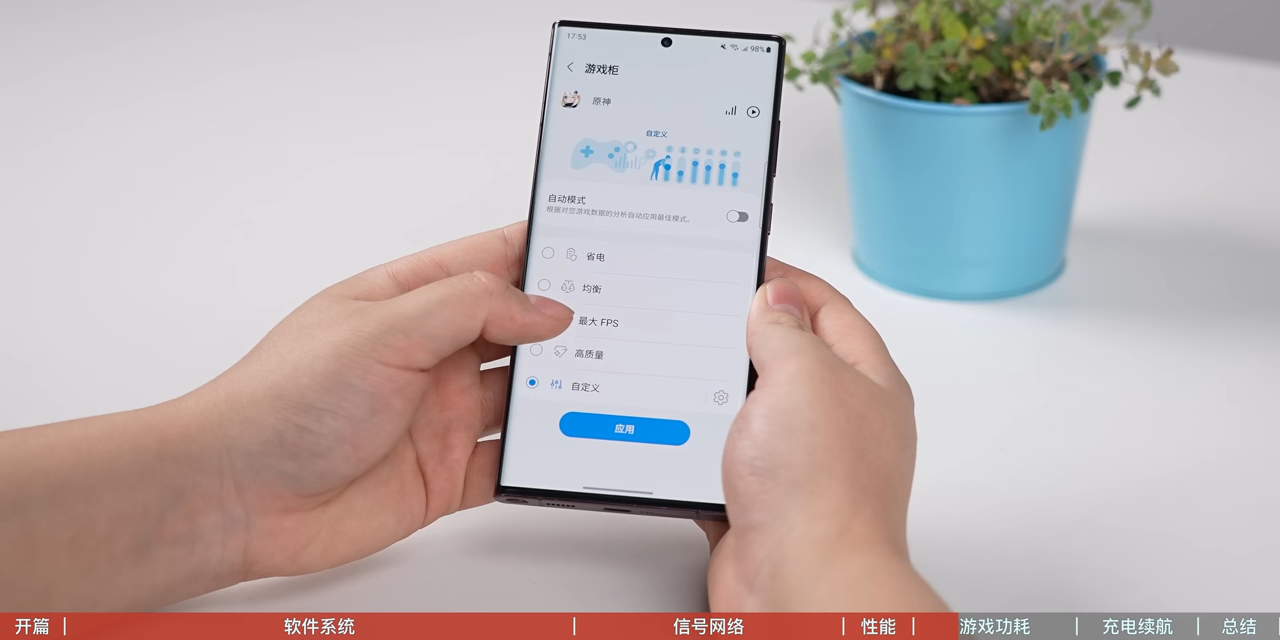 17:53
98%
游戏柜
原神
自定义
自动模式
根据对您游戏数据的分析自动应用最佳模式。
省电
均衡
最大 FPS
高质量
自定义
应用
开篇 | 软件系统 | 信号网络 | 性能 | 游戏功耗 | 充电续航 | 总结